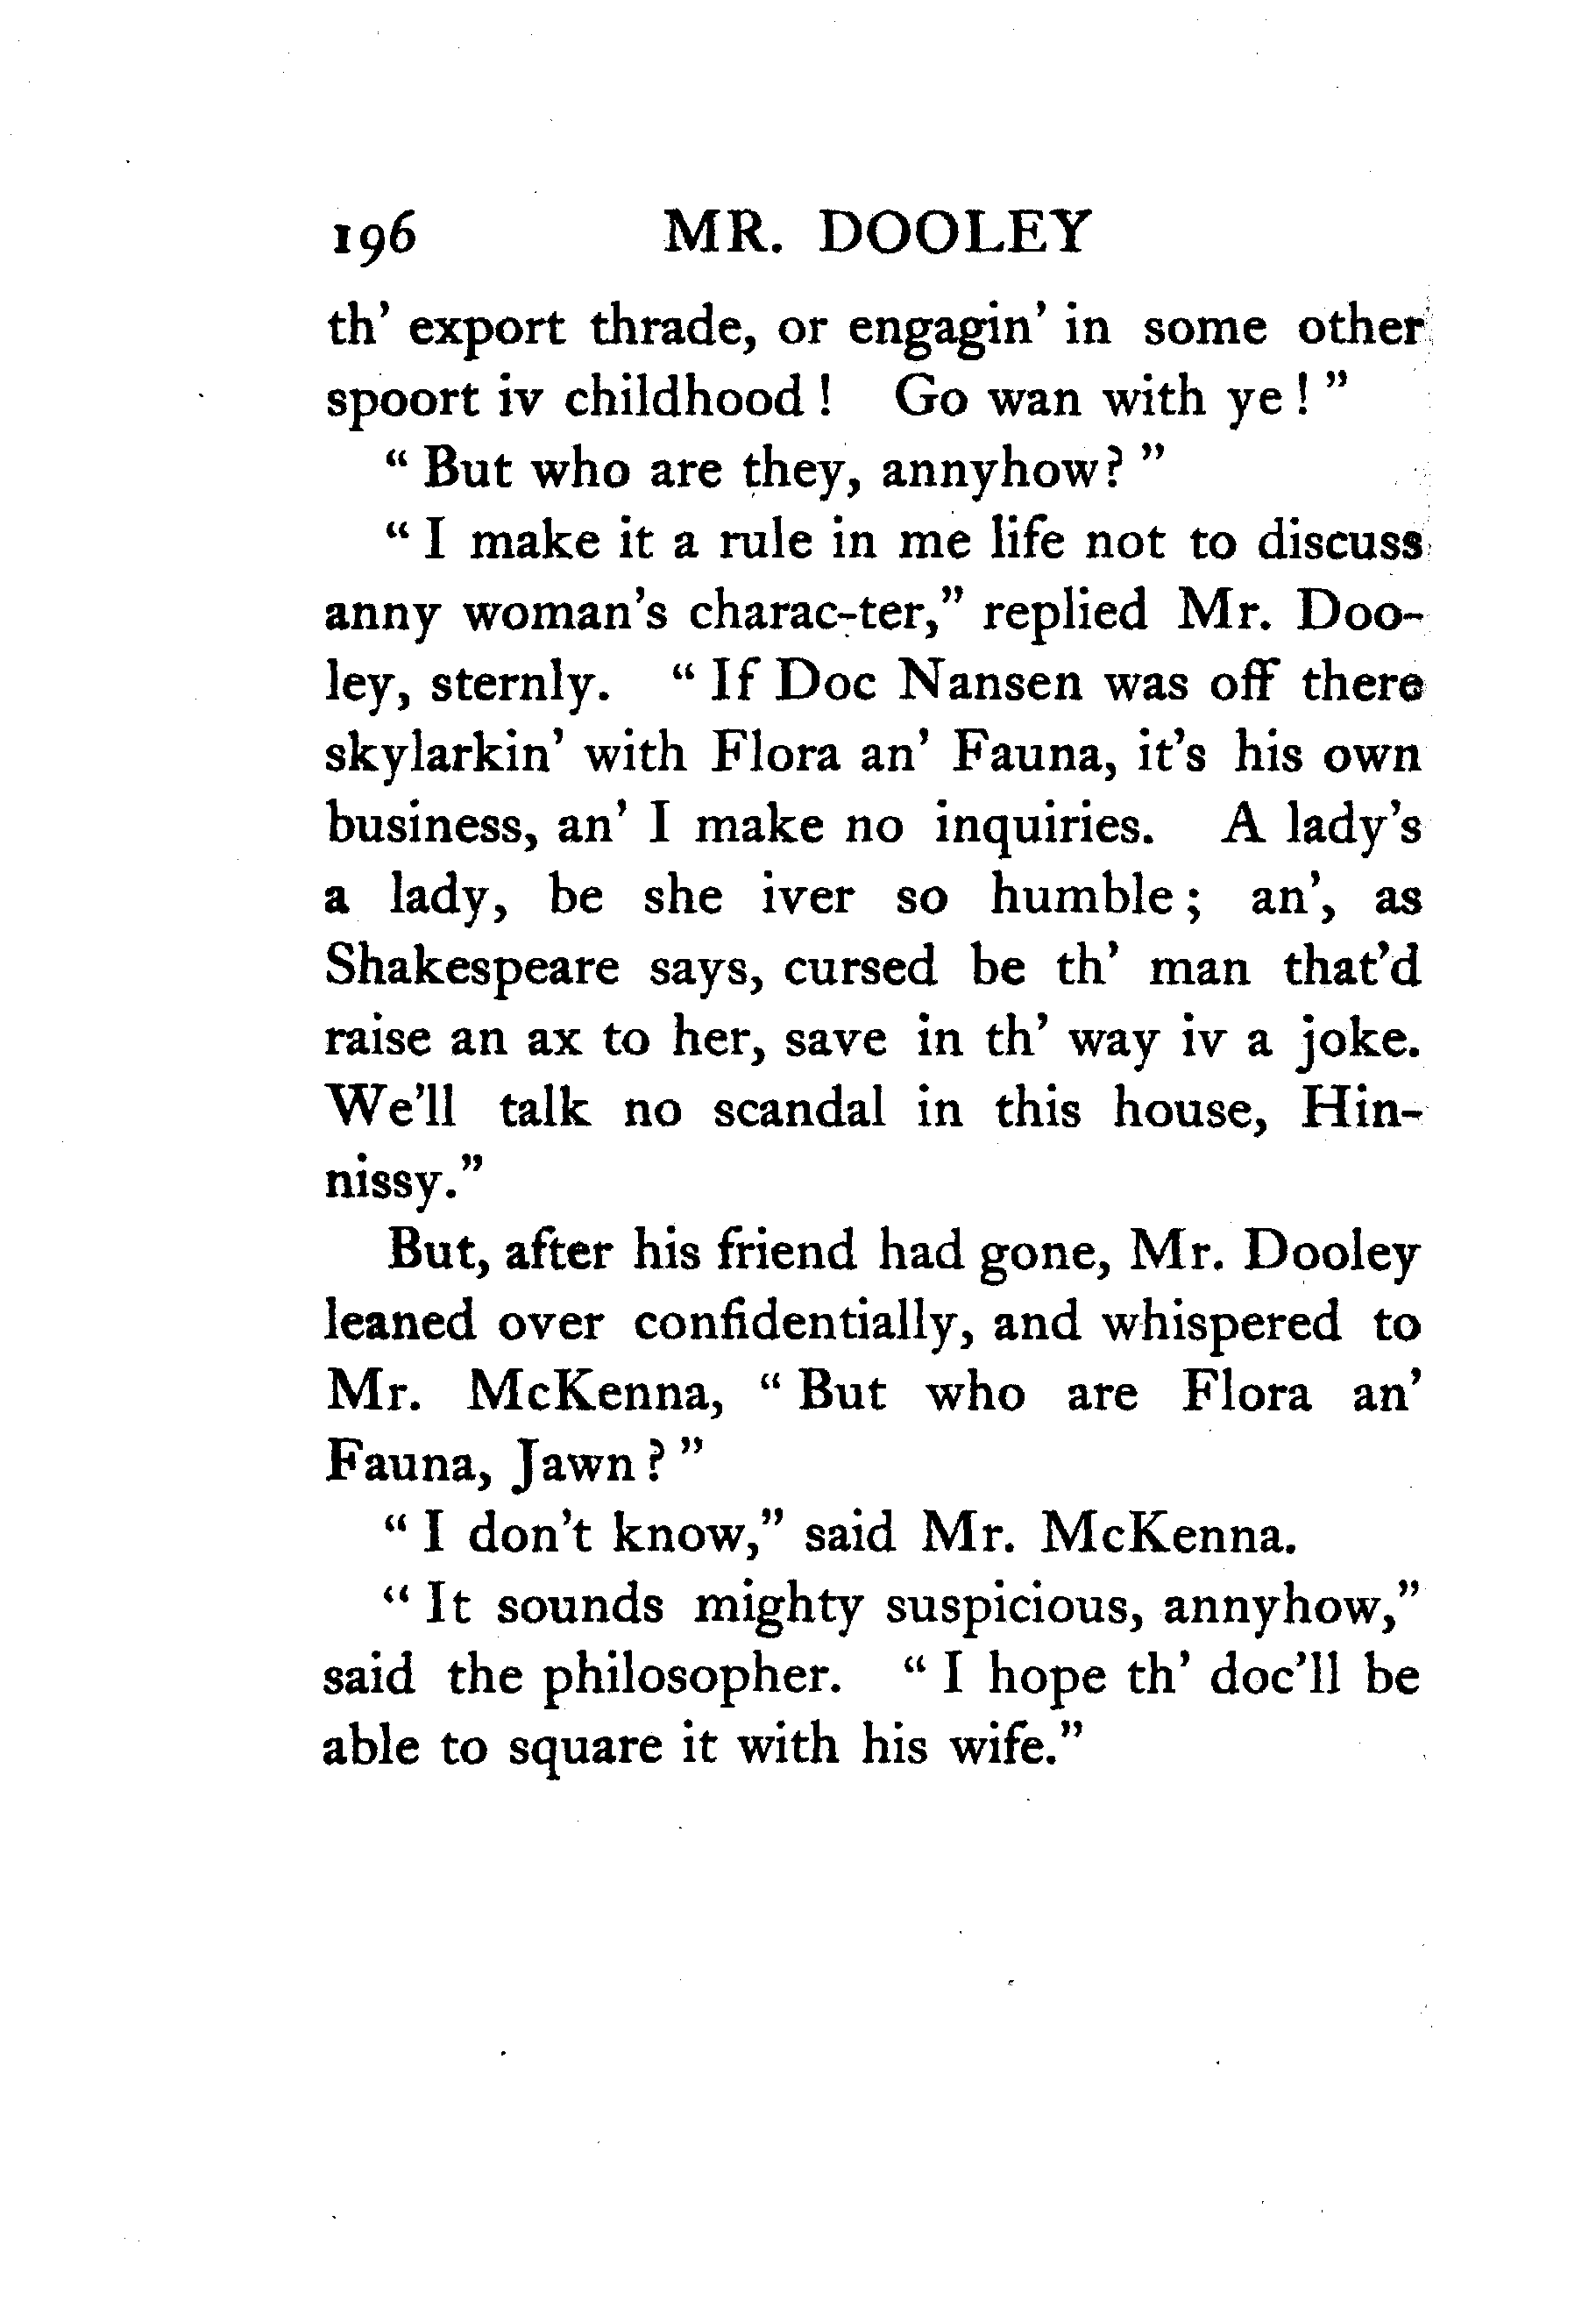 196 MR. DOOLEY
th' export thrade, or engagin' in some other
spoort iv childhood! Go wan with ye!"
"But who are they, annyhow?"
"I make it a rule in me life not to discuss
anny woman's charac-ter," replied Mr. Doo-
ley, sternly. "If Doc Nansen was off there
skylarkin' with Flora an' Fauna, it's his own
business, an' I make no inquiries. A lady's
a lady, be she iver so humble; an', as
Shakespeare says, cursed be th' man that'd
raise an ax to her, save in th' way iv a joke.
We'll talk no scandal in this house, Hin-
nissy."
But, after his friend had gone, Mr. Dooley
leaned over confidentially, and whispered to
Mr. McKenna, "But who are Flora an'
Fauna, Jawn?"
"I don't know," said Mr. McKenna.
"It sounds mighty suspicious, annyhow,"
said the philosopher. "I hope th' doc'll be
able to square it with his wife."